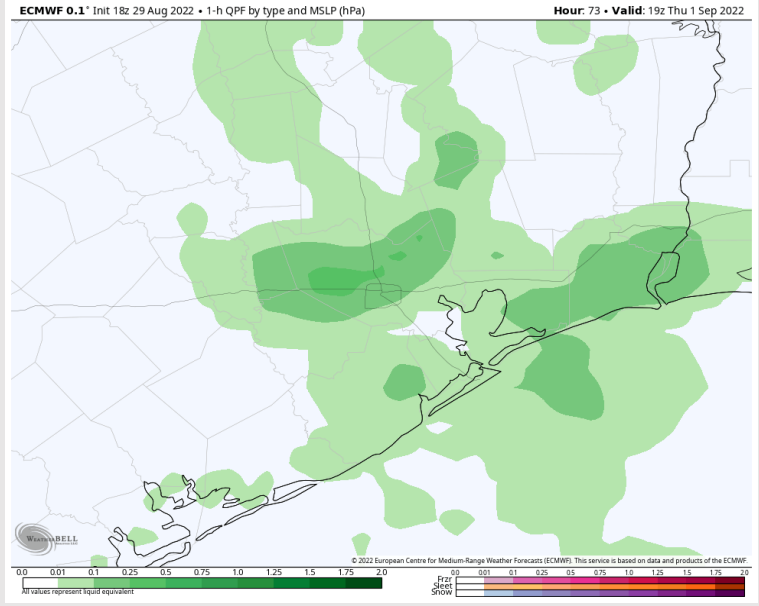 ECMWF 0.1° Init 18z 29 Aug 2022 • 1-h QPF by type and MSLP (hPa)
Hour: 73 • Valid: 19z Thu 1 Sep 2022
WeatherBELL
© 2022 European Centre for Medium-Range Weather Forecasts (ECMWF). This service is based on data and products of the ECMWF.
0.0 0.01 0.1 0.25 0.5 0.75 1.0 1.25 1.5 1.75 2.0
All values represent liquid equivalent
0.0 0.01 0.1 0.25 0.5 0.75 1.0 1.25 1.5 1.75 2.0
Frzr
Sleet
Snow